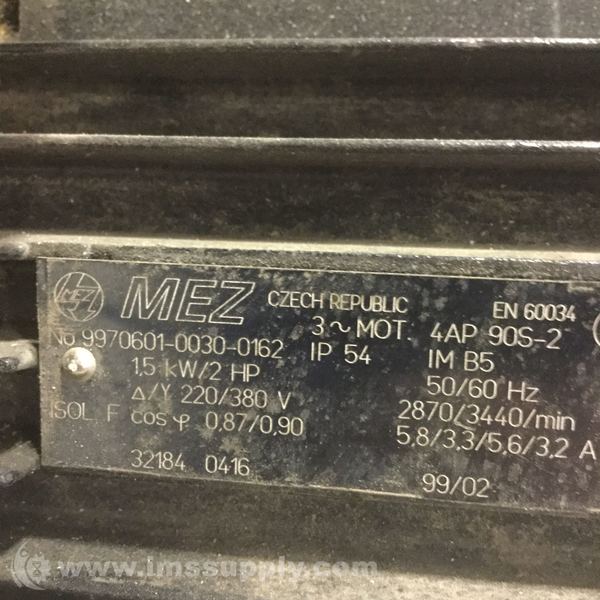 MEZ MEZ CZECH REPUBLIC EN 60034
No 9970601-0030-0162 3~MOT. 4AP 90S-2
1,5 kW/2 HP IP 54 IM B5
Δ/Y 220/380 V 50/60 Hz
ISOL. F cos φ 0,87/0,90 2870/3440/min
5,8/3,3/5,6/3,2 A
32184 0416 99/02
www.imssupply.com